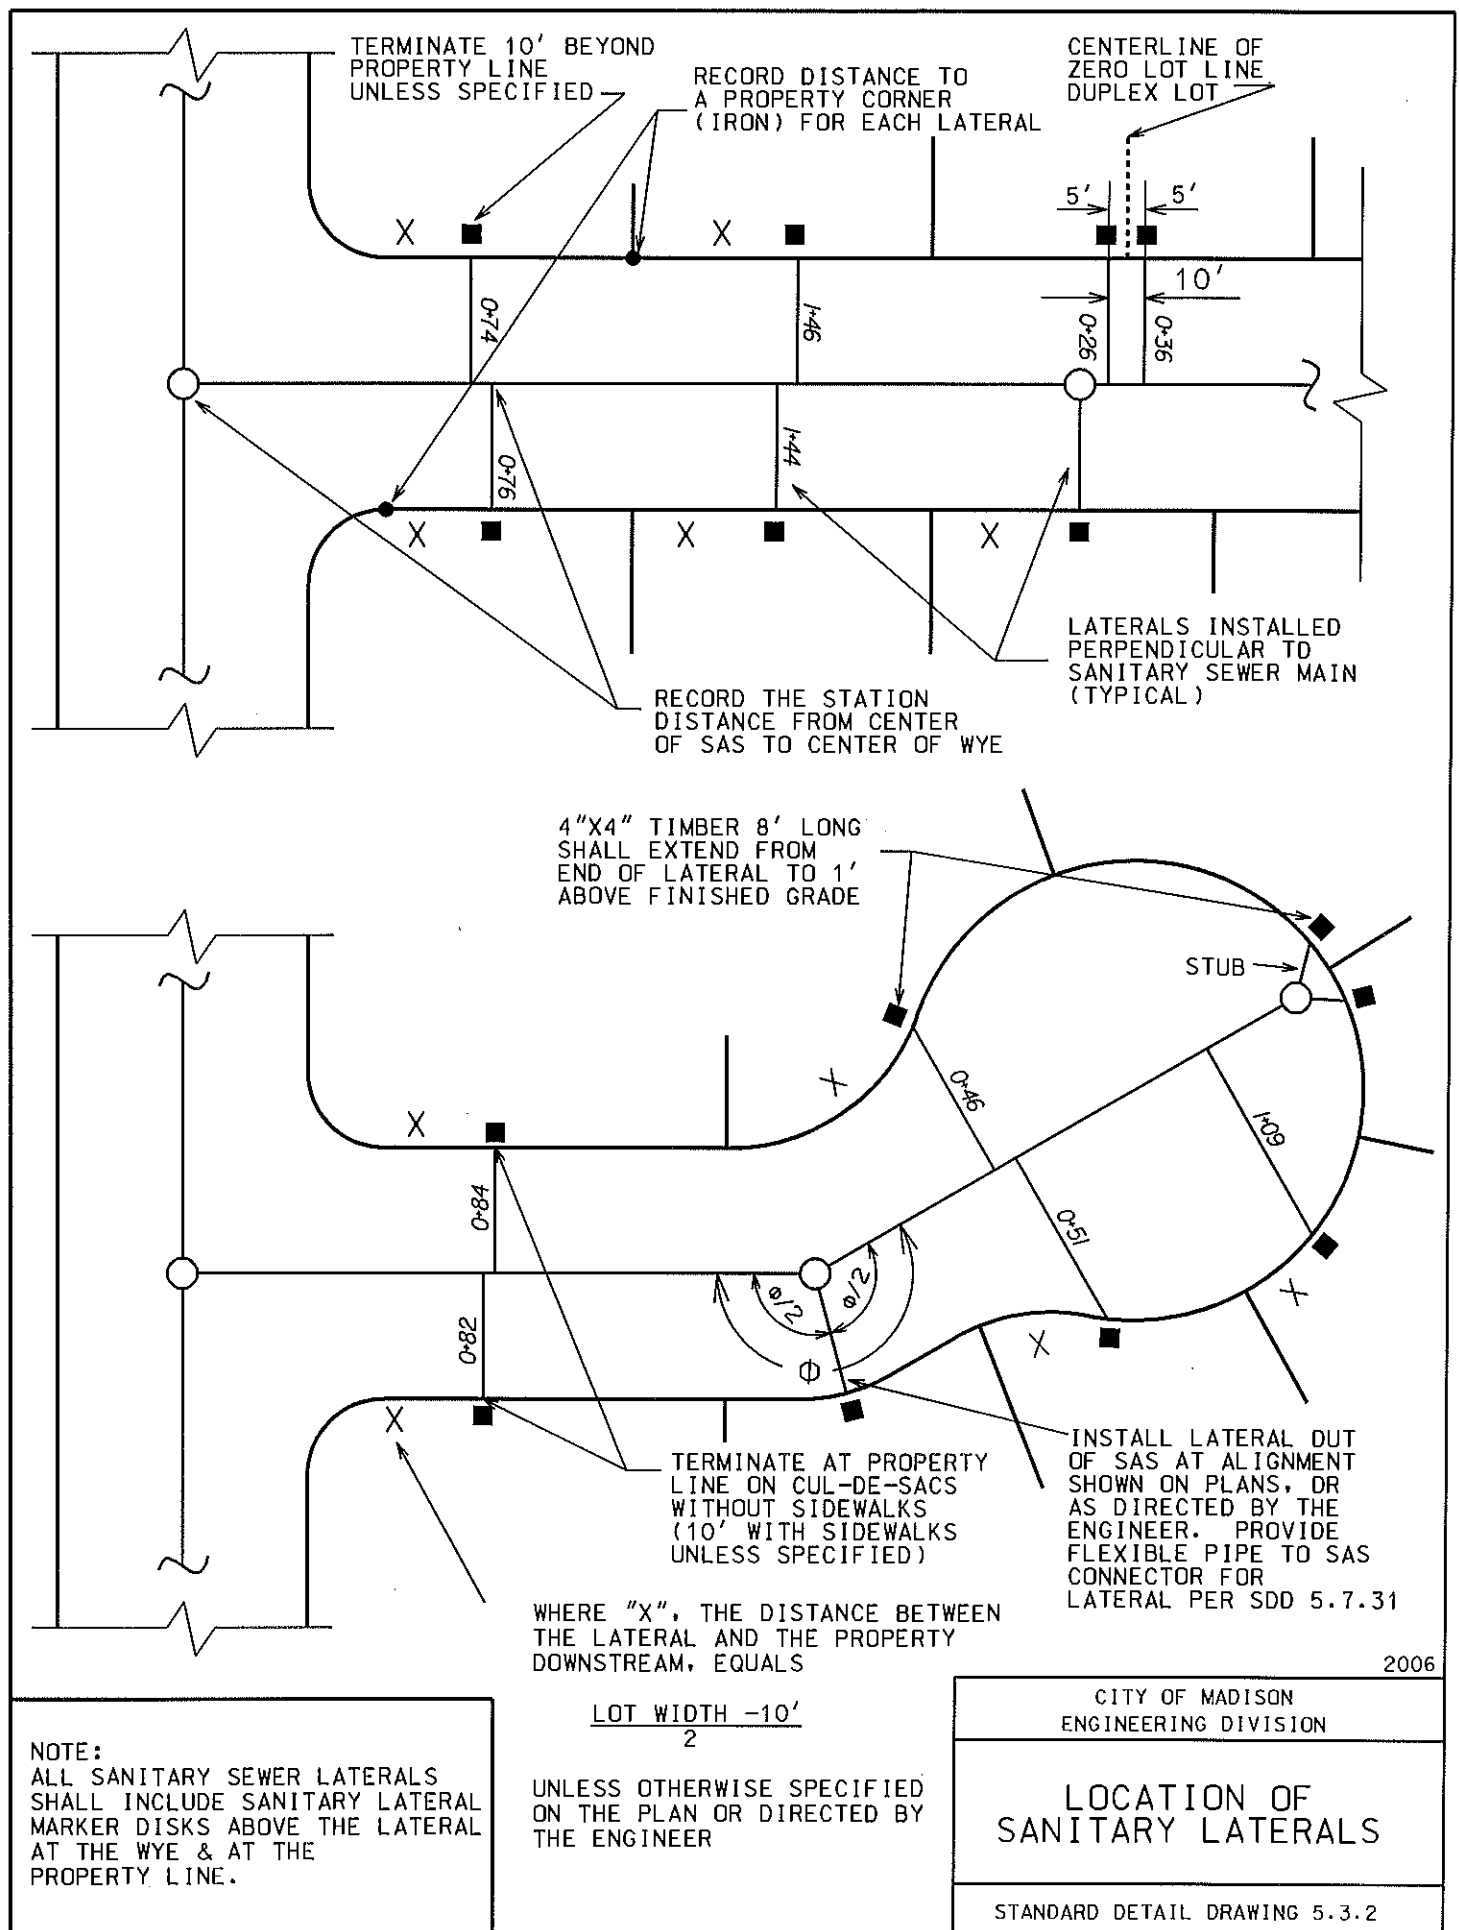 TERMINATE 10' BEYOND
PROPERTY LINE
UNLESS SPECIFIED
RECORD DISTANCE TO
A PROPERTY CORNER
(IRON) FOR EACH LATERAL
CENTERLINE OF
ZERO LOT LINE
DUPLEX LOT
5' 5'
X X
10'
0+74 1+46 0+26 0+36
0+76 1+44
X X X
LATERALS INSTALLED
PERPENDICULAR TO
SANITARY SEWER MAIN
(TYPICAL)
RECORD THE STATION
DISTANCE FROM CENTER
OF SAS TO CENTER OF WYE
4"X4" TIMBER 8' LONG
SHALL EXTEND FROM
END OF LATERAL TO 1'
ABOVE FINISHED GRADE
STUB
X
X
0+46
1+09
0+84
0+51
0+82
Φ/2 Φ/2
Φ
X
X
X
TERMINATE AT PROPERTY
LINE ON CUL-DE-SACS
WITHOUT SIDEWALKS
(10' WITH SIDEWALKS
UNLESS SPECIFIED)
INSTALL LATERAL OUT
OF SAS AT ALIGNMENT
SHOWN ON PLANS, OR
AS DIRECTED BY THE
ENGINEER. PROVIDE
FLEXIBLE PIPE TO SAS
CONNECTOR FOR
LATERAL PER SDD 5.7.31
WHERE "X", THE DISTANCE BETWEEN
THE LATERAL AND THE PROPERTY
DOWNSTREAM, EQUALS
LOT WIDTH -10'
2
UNLESS OTHERWISE SPECIFIED
ON THE PLAN OR DIRECTED BY
THE ENGINEER
NOTE:
ALL SANITARY SEWER LATERALS
SHALL INCLUDE SANITARY LATERAL
MARKER DISKS ABOVE THE LATERAL
AT THE WYE & AT THE
PROPERTY LINE.
2006
CITY OF MADISON
ENGINEERING DIVISION
LOCATION OF
SANITARY LATERALS
STANDARD DETAIL DRAWING 5.3.2